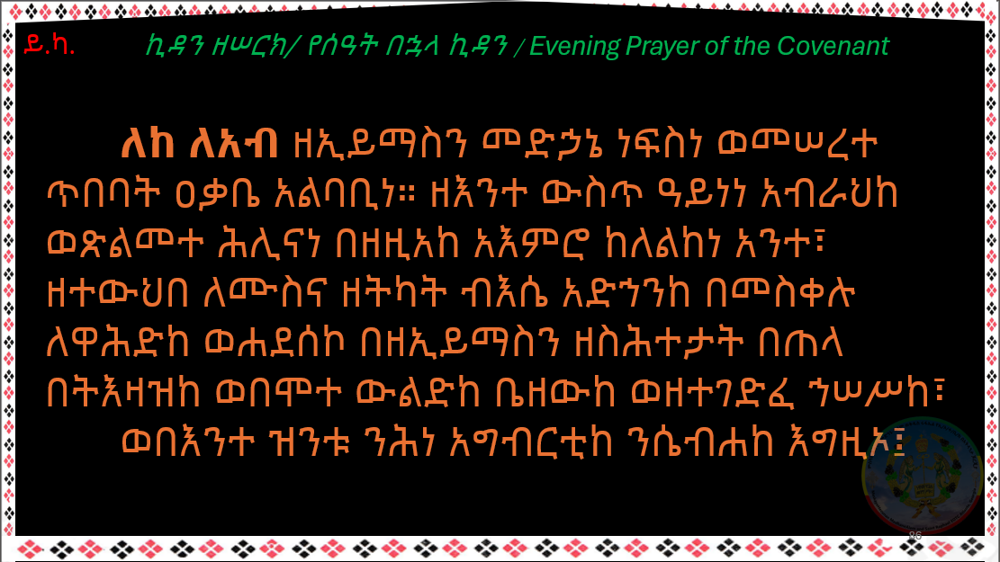 ይ.ካ. ኪዳን ዘሠርክ/ የሰዓት በኋላ ኪዳን / Evening Prayer of the Covenant
ለከ ለአብ ዘኢይማስን መድኃኔ ነፍስነ ወመሠረተ
ጥበባት ዐቃቤ አልባቢነ። ዘእንተ ውስጥ ዓይነነ አብራህከ
ወጽልመተ ሕሊናነ በዘዚአከ አእምሮ ከለልከነ አንተ፣
ዘተውህበ ለሙስና ዘትካት ብእሴ አድኀንከ በመስቀሉ
ለዋሕድከ ወሐደሰኮ በዘኢይማስን ዘስሕተታት በጠላ
በትእዛዝከ ወበሞተ ውልድከ ቤዘውከ ወዘተገድፈ ኀሠሥከ፣
ወበእንተ ዝንቱ ንሕነ አግብርቲከ ንሴብሐከ እግዚኦ፤
86